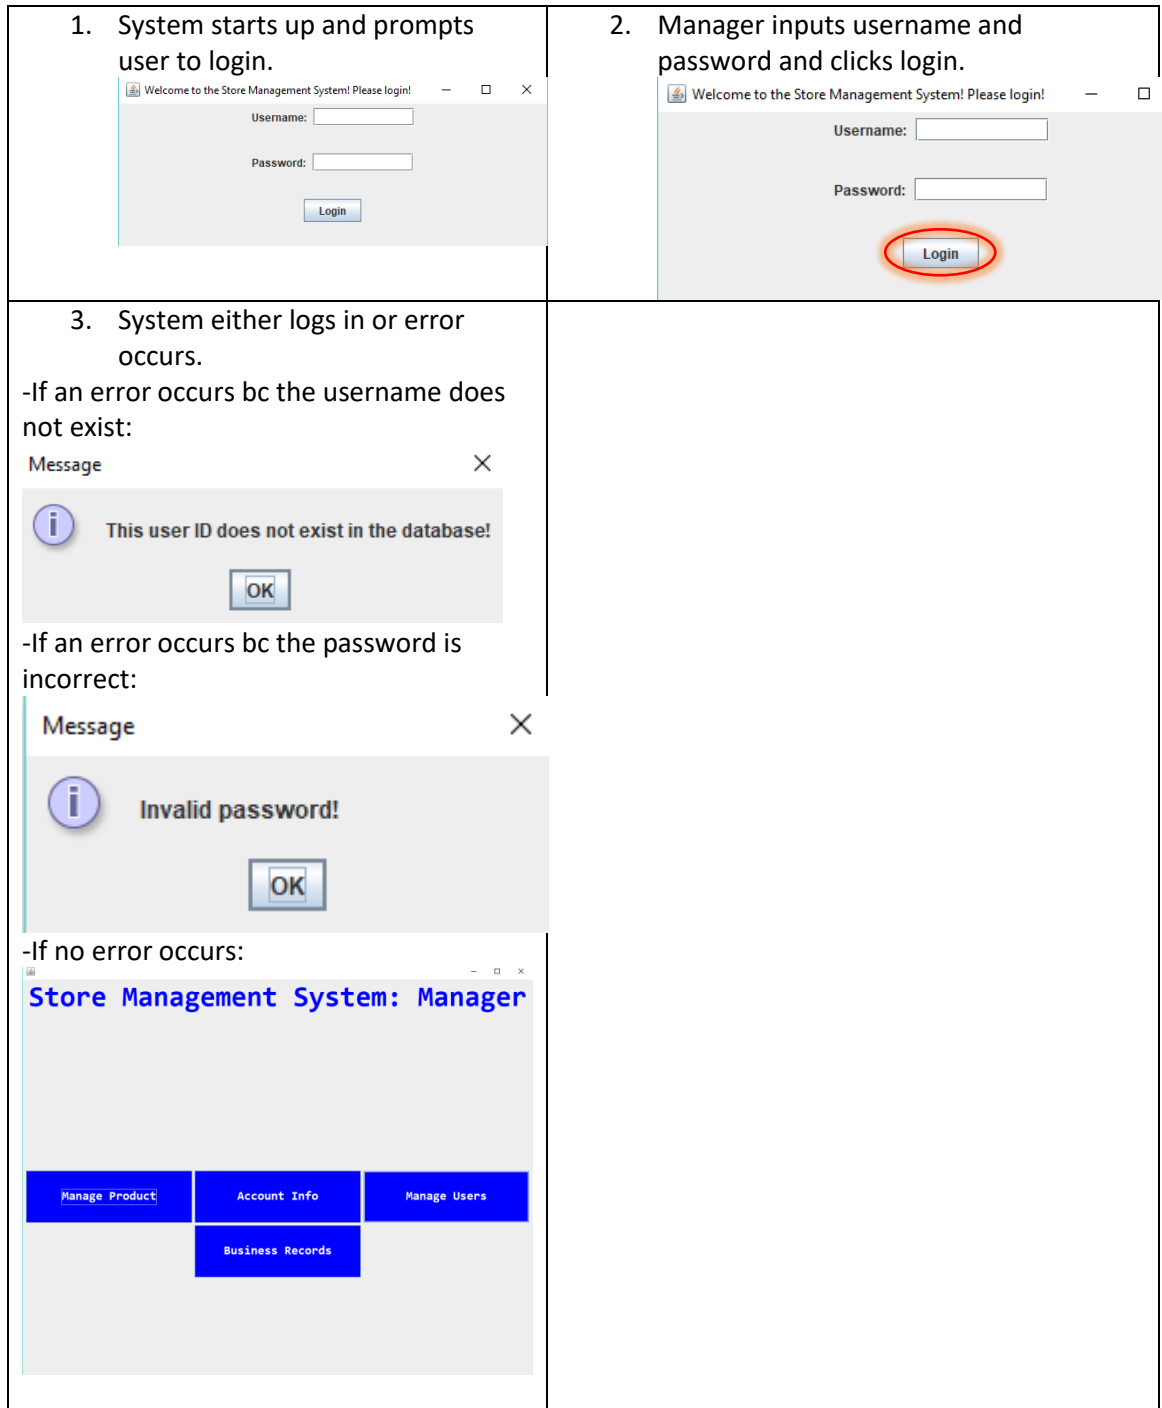 1. System starts up and prompts
user to login.
Welcome to the Store Management System! Please login!
Username:
Password:
Login
2. Manager inputs username and
password and clicks login.
Welcome to the Store Management System! Please login!
Username:
Password:
Login
3. System either logs in or error
occurs.
-If an error occurs bc the username does
not exist:
Message
This user ID does not exist in the database!
OK
-If an error occurs bc the password is
incorrect:
Message
Invalid password!
OK
-If no error occurs:
Store Management System: Manager
Manage Product
Account Info
Manage Users
Business Records